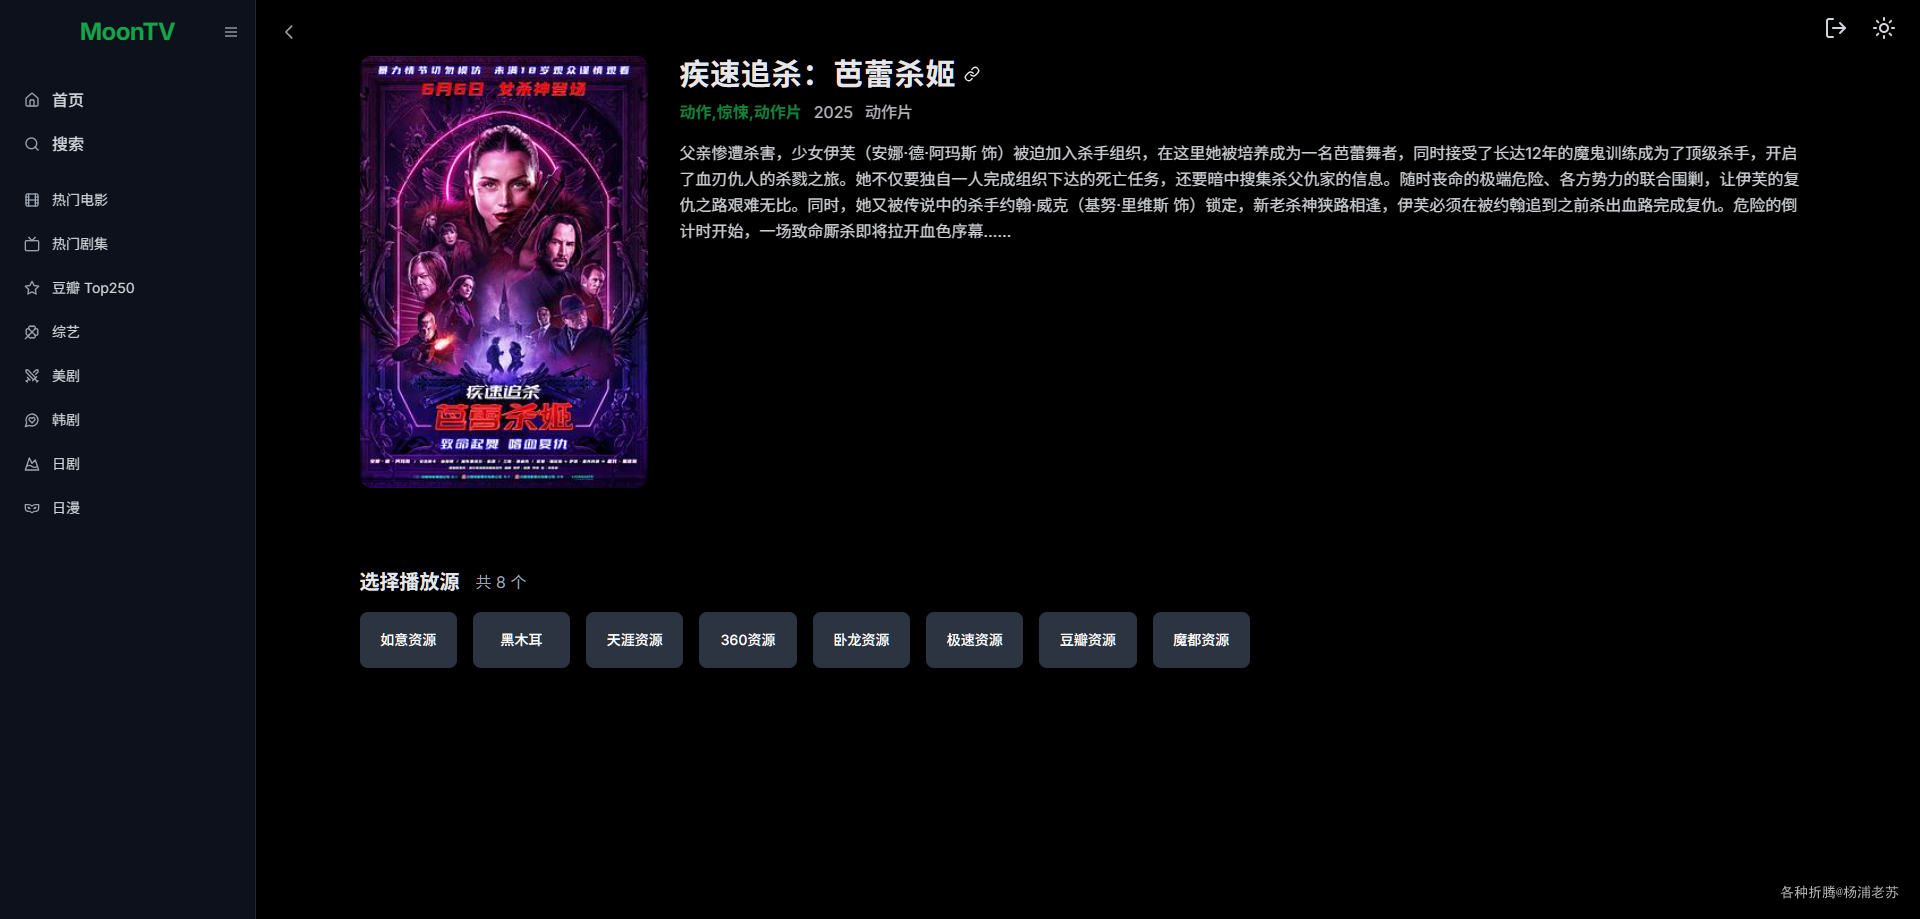 MoonTV
首页
搜索
热门电影
热门剧集
豆瓣 Top250
综艺
美剧
韩剧
日剧
日漫
暴力情节切勿模仿 未满18岁观众谨慎观看
6月6日 女杀神登场
疾速追杀
芭蕾杀姬
致命起舞 嗜血复仇
疾速追杀：芭蕾杀姬
动作,惊悚,动作片 2025 动作片
父亲惨遭杀害，少女伊芙（安娜·德·阿玛斯 饰）被迫加入杀手组织，在这里她被培养成为一名芭蕾舞者，同时接受了长达12年的魔鬼训练成为了顶级杀手，开启
了血刃仇人的杀戮之旅。她不仅要独自一人完成组织下达的死亡任务，还要暗中搜集杀父仇家的信息。随时丧命的极端危险、各方势力的联合围剿，让伊芙的复
仇之路艰难无比。同时，她又被传说中的杀手约翰·威克（基努·里维斯 饰）锁定，新老杀神狭路相逢，伊芙必须在被约翰追到之前杀出血路完成复仇。危险的倒
计时开始，一场致命厮杀即将拉开血色序幕……
选择播放源 共 8 个
如意资源 黑木耳 天涯资源 360资源 卧龙资源 极速资源 豆瓣资源 魔都资源
各种折腾@杨浦老苏